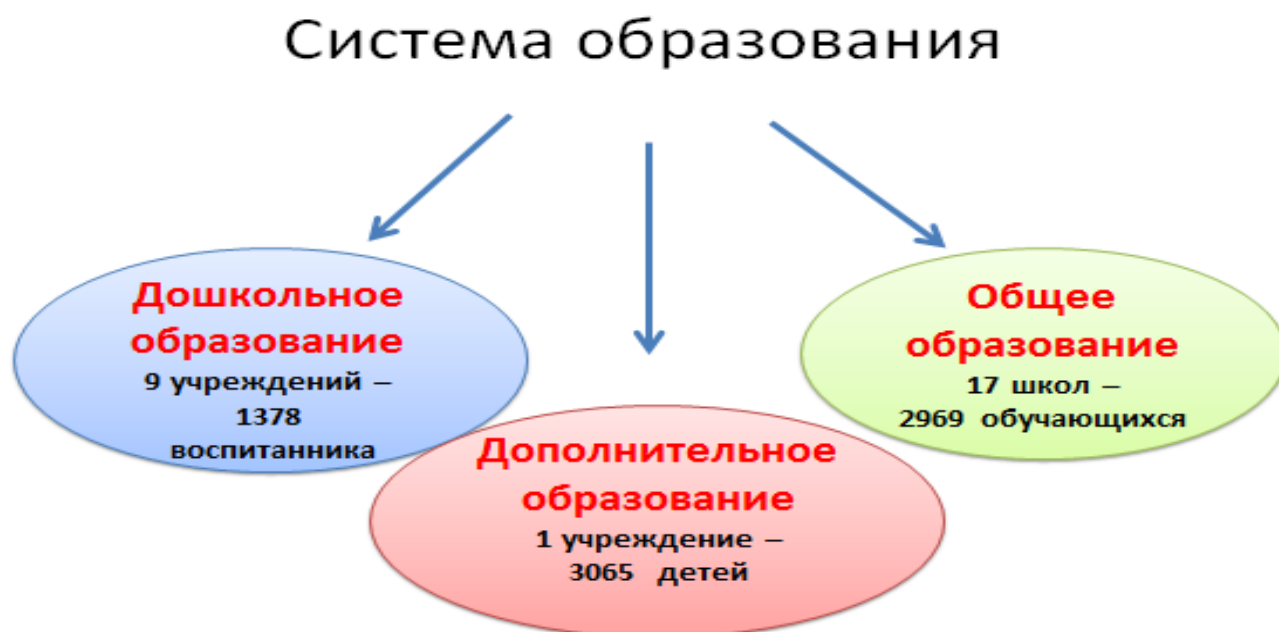 Система образования
Дошкольное
образование
9 учреждений –
1378
воспитанника
Дополнительное
образование
1 учреждение –
3065 детей
Общее
образование
17 школ –
2969 обучающихся